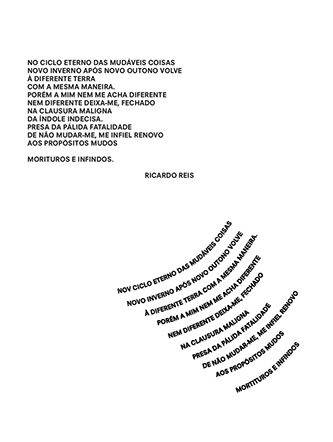 NO CICLO ETERNO DAS MUDÁVEIS COISAS
NOVO INVERNO APÓS NOVO OUTONO VOLVE
À DIFERENTE TERRA
COM A MESMA MANEIRA.
PORÉM A MIM NEM ME ACHA DIFERENTE
NEM DIFERENTE DEIXA-ME, FECHADO
NA CLAUSURA MALIGNA
DA ÍNDOLE INDECISA.
PRESA DA PÁLIDA FATALIDADE
DE NÃO MUDAR-ME, ME INFIEL RENOVO
AOS PROPÓSITOS MUDOS
MORITUROS E INFINDOS.
RICARDO REIS
NOV CICLO ETERNO DAS MUDÁVEIS COISAS
NOVO INVERNO APÓS NOVO OUTONO VOLVE
À DIFERENTE TERRA COM A MESMA MANEIRA.
PORÉM A MIM NEM ME ACHA DIFERENTE
NEM DIFERENTE DEIXA-ME, FECHADO
NA CLAUSURA MALIGNA
PRESA DA PÁLIDA FATALIDADE
DE NÃO MUDAR-ME, ME INFIEL RENOVO
AOS PROPÓSITOS MUDOS
MORTITUROS E INFINDOS